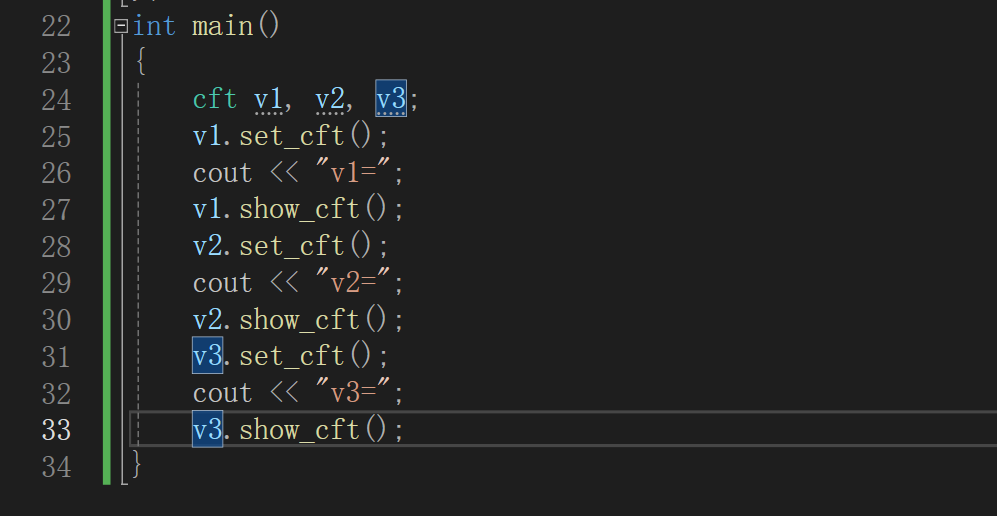 22 int main()
23 {
24 cft v1, v2, v3;
25 v1.set_cft();
26 cout << "v1=";
27 v1.show_cft();
28 v2.set_cft();
29 cout << "v2=";
30 v2.show_cft();
31 v3.set_cft();
32 cout << "v3=";
33 v3.show_cft();
34 }